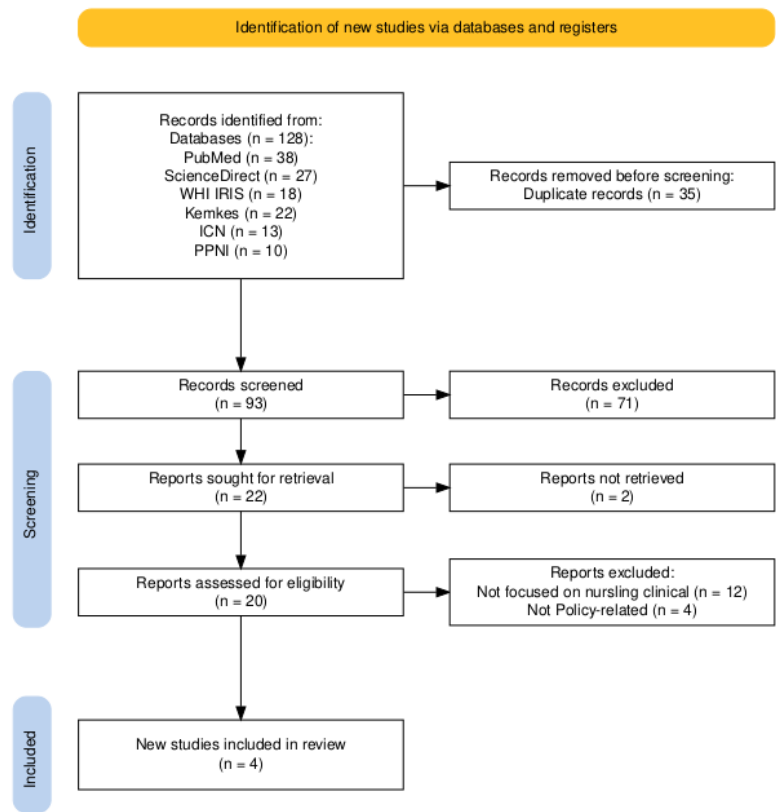 Identification of new studies via databases and registers
Identification
Records identified from:
Databases (n = 128):
PubMed (n = 38)
ScienceDirect (n = 27)
WHI IRIS (n = 18)
Kemkes (n = 22)
ICN (n = 13)
PPNI (n = 10)
Records removed before screening:
Duplicate records (n = 35)
Screening
Records screened
(n = 93)
Records excluded
(n = 71)
Reports sought for retrieval
(n = 22)
Reports not retrieved
(n = 2)
Reports assessed for eligibility
(n = 20)
Reports excluded:
Not focused on nursling clinical (n = 12)
Not Policy-related (n = 4)
Included
New studies included in review
(n = 4)